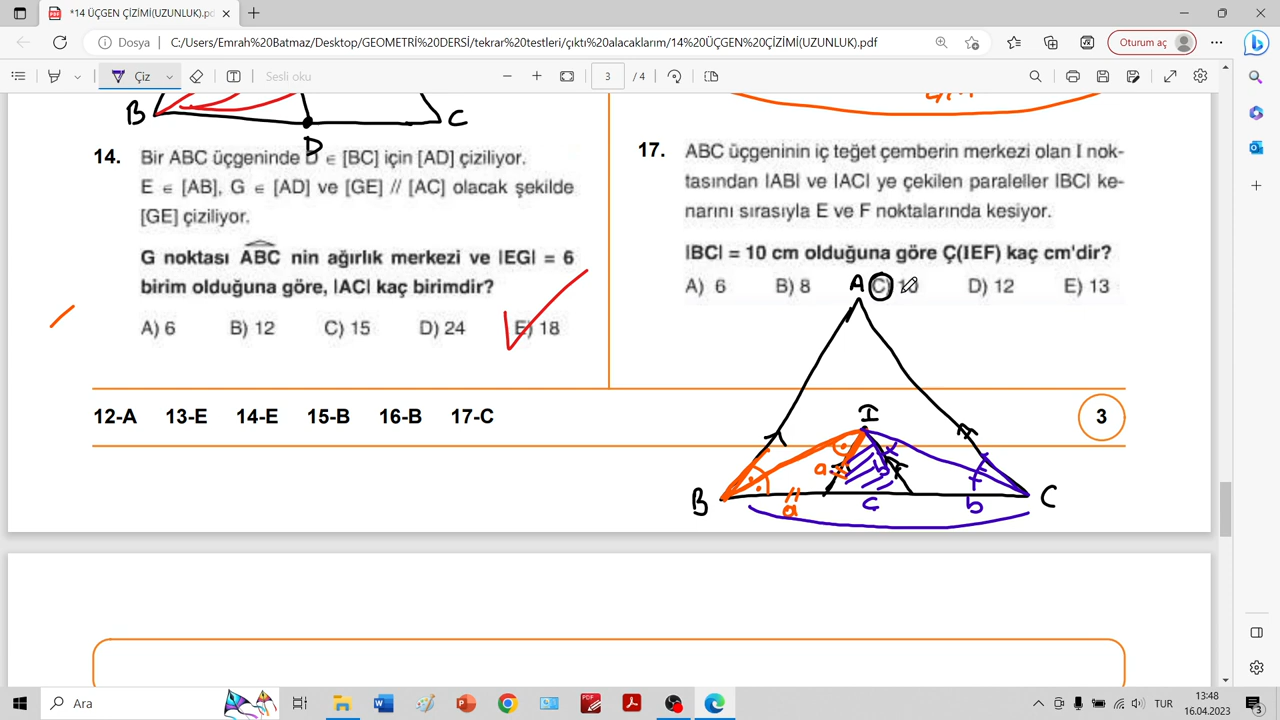 *14 ÜÇGEN ÇİZİMİ(UZUNLUK).pd
Dosya
C:/Users/Emrah%20Batmaz/Desktop/GEOMETRİ%20DERSİ/tekrar%20testleri/çıktı%20alacaklarım/14%20ÜÇGEN%20ÇİZİMİ(UZUNLUK).pdf
Oturum aç
Çiz
Sesli oku
3 / 4
B
D
C
14. Bir ABC üçgeninde D ∈ [BC] için [AD] çiziliyor.
E ∈ [AB], G ∈ [AD] ve [GE] // [AC] olacak şekilde
[GE] çiziliyor.
G noktası ABC nin ağırlık merkezi ve |EG| = 6
birim olduğuna göre, |AC| kaç birimdir?
A) 6 B) 12 C) 15 D) 24 E) 18
12-A 13-E 14-E 15-B 16-B 17-C
17. ABC üçgeninin iç teğet çemberin merkezi olan I nok-
tasından |AB| ve |AC| ye çekilen paraleller |BC| ke-
narını sırasıyla E ve F noktalarında kesiyor.
|BC| = 10 cm olduğuna göre Ç(IEF) kaç cm'dir?
A) 6 B) 8 C) 10 D) 12 E) 13
A
I
a
b
B
a
c
b
C
3
Ara
TUR
13:48
16.04.2023
3